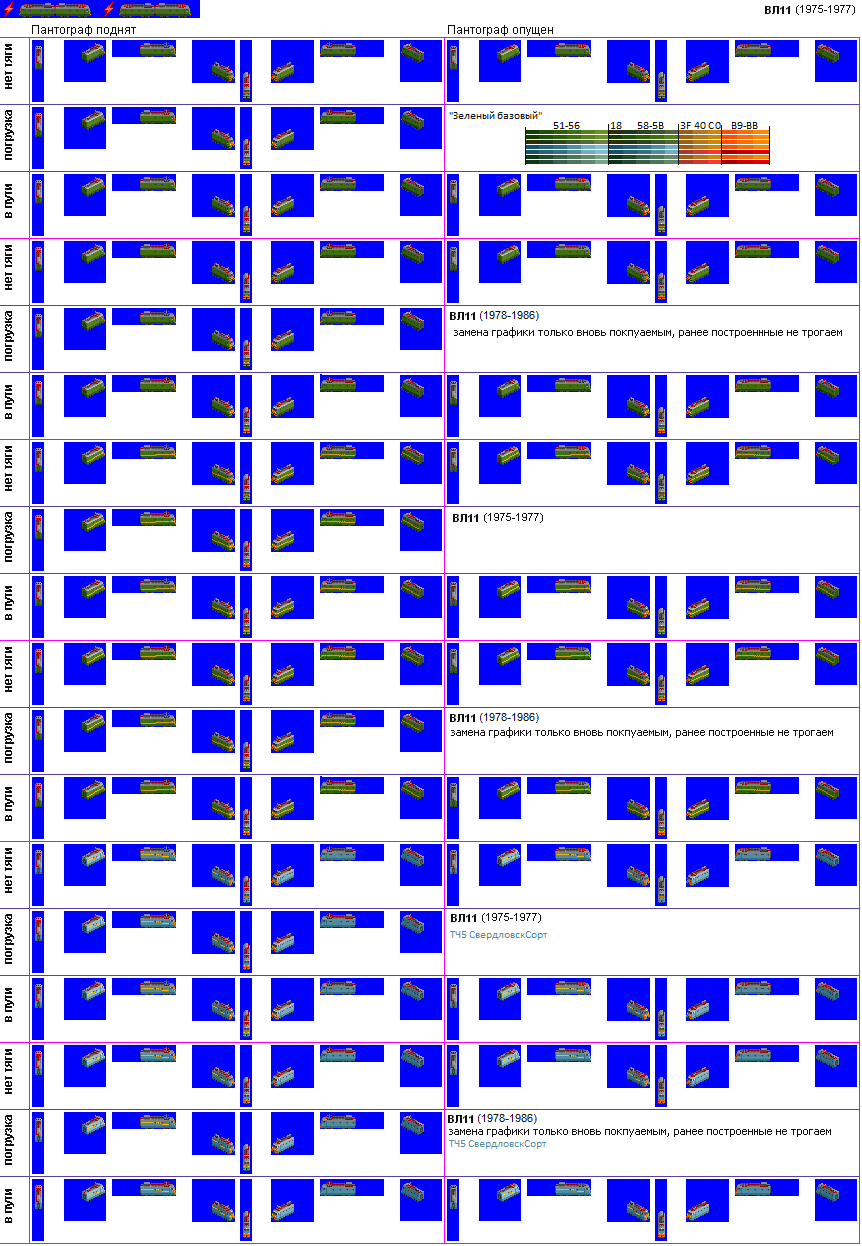 ВЛ11 (1975-1977)
Пантограф поднят
Пантограф опущен
нет тяги
погрузка
"Зеленый базовый"
51-56 18 58-5B 3F 40 C0 B9-BB
в пути
нет тяги
погрузка
ВЛ11 (1978-1986)
замена графики только вновь покпуаемым, ранее построеннные не трогаем
в пути
нет тяги
погрузка
ВЛ11 (1975-1977)
в пути
нет тяги
погрузка
ВЛ11 (1978-1986)
замена графики только вновь покпуаемым, ранее построенные не трогаем
в пути
нет тяги
погрузка
ВЛ11 (1975-1977)
ТЧ5 СвердловскСорт
в пути
нет тяги
погрузка
ВЛ11 (1978-1986)
замена графики только вновь покпуаемым, ранее построенные не трогаем
ТЧ5 СвердловскСорт
в пути